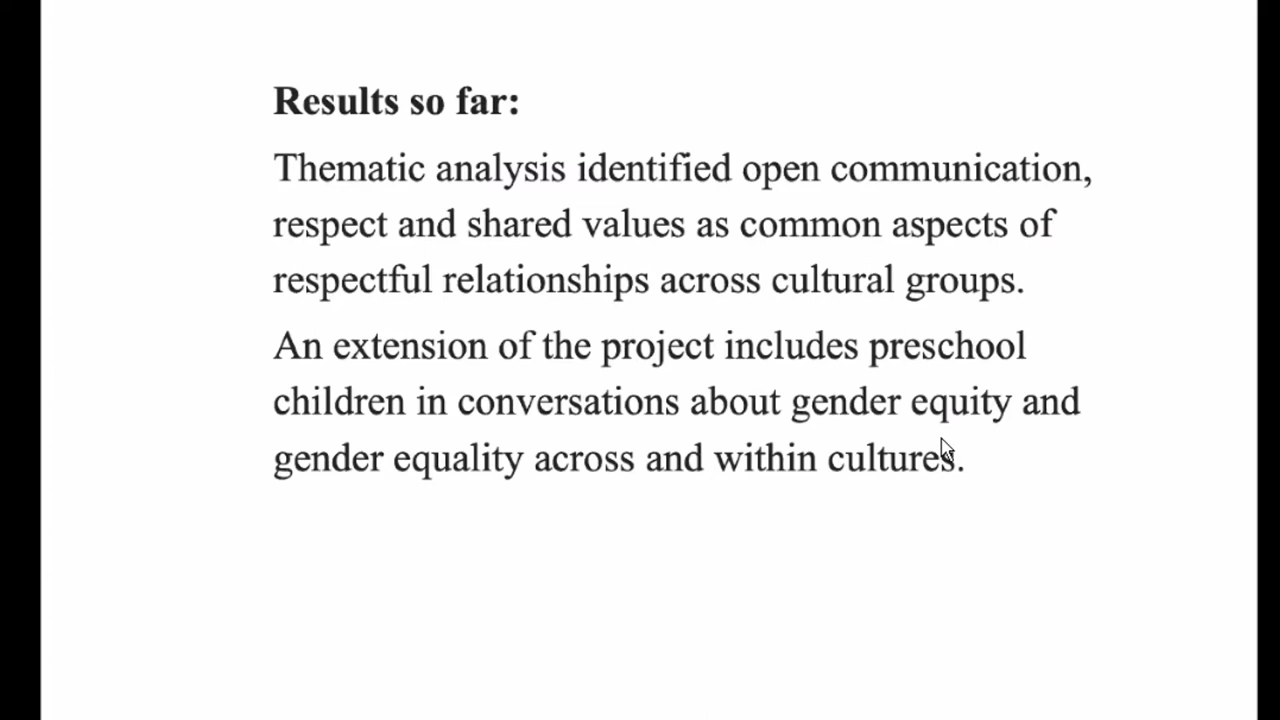 Results so far:
Thematic analysis identified open communication,
respect and shared values as common aspects of
respectful relationships across cultural groups.
An extension of the project includes preschool
children in conversations about gender equity and
gender equality across and within cultures.